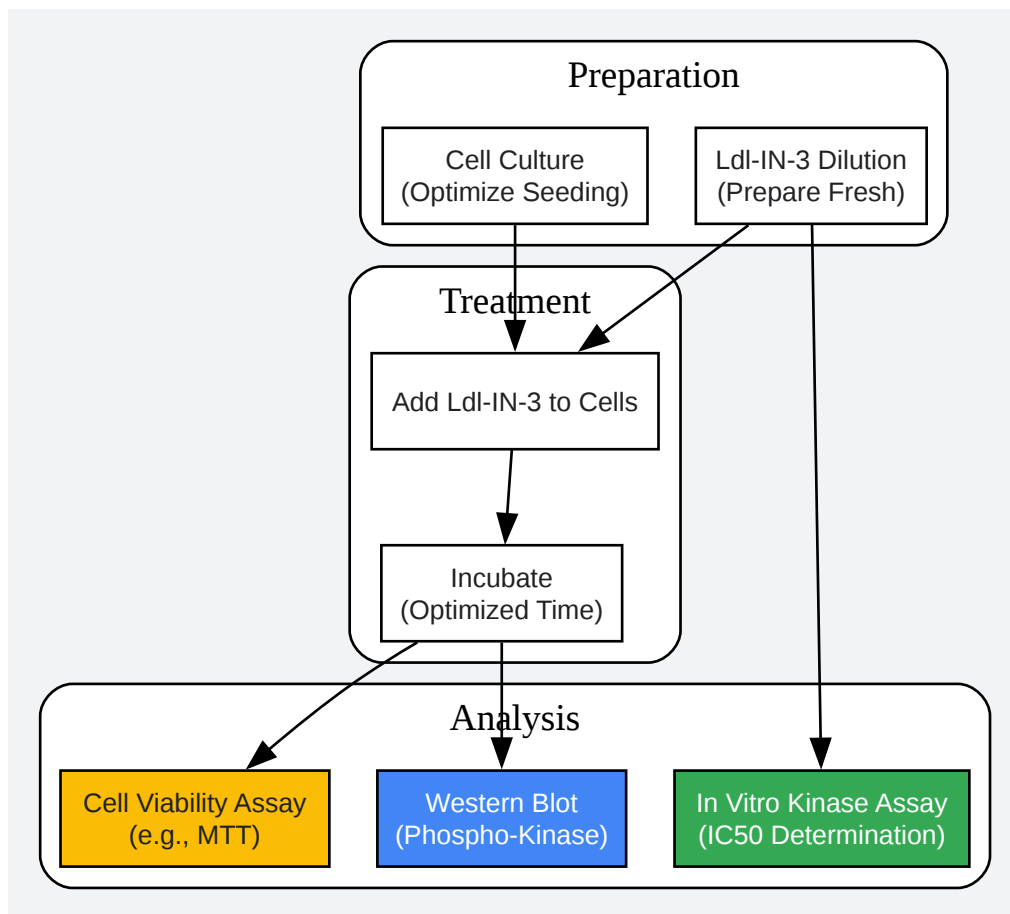 Preparation
Cell Culture
(Optimize Seeding)
Ldl-IN-3 Dilution
(Prepare Fresh)
Treatment
Add Ldl-IN-3 to Cells
Incubate
(Optimized Time)
Analysis
Cell Viability Assay
(e.g., MTT)
Western Blot
(Phospho-Kinase)
In Vitro Kinase Assay
(IC50 Determination)